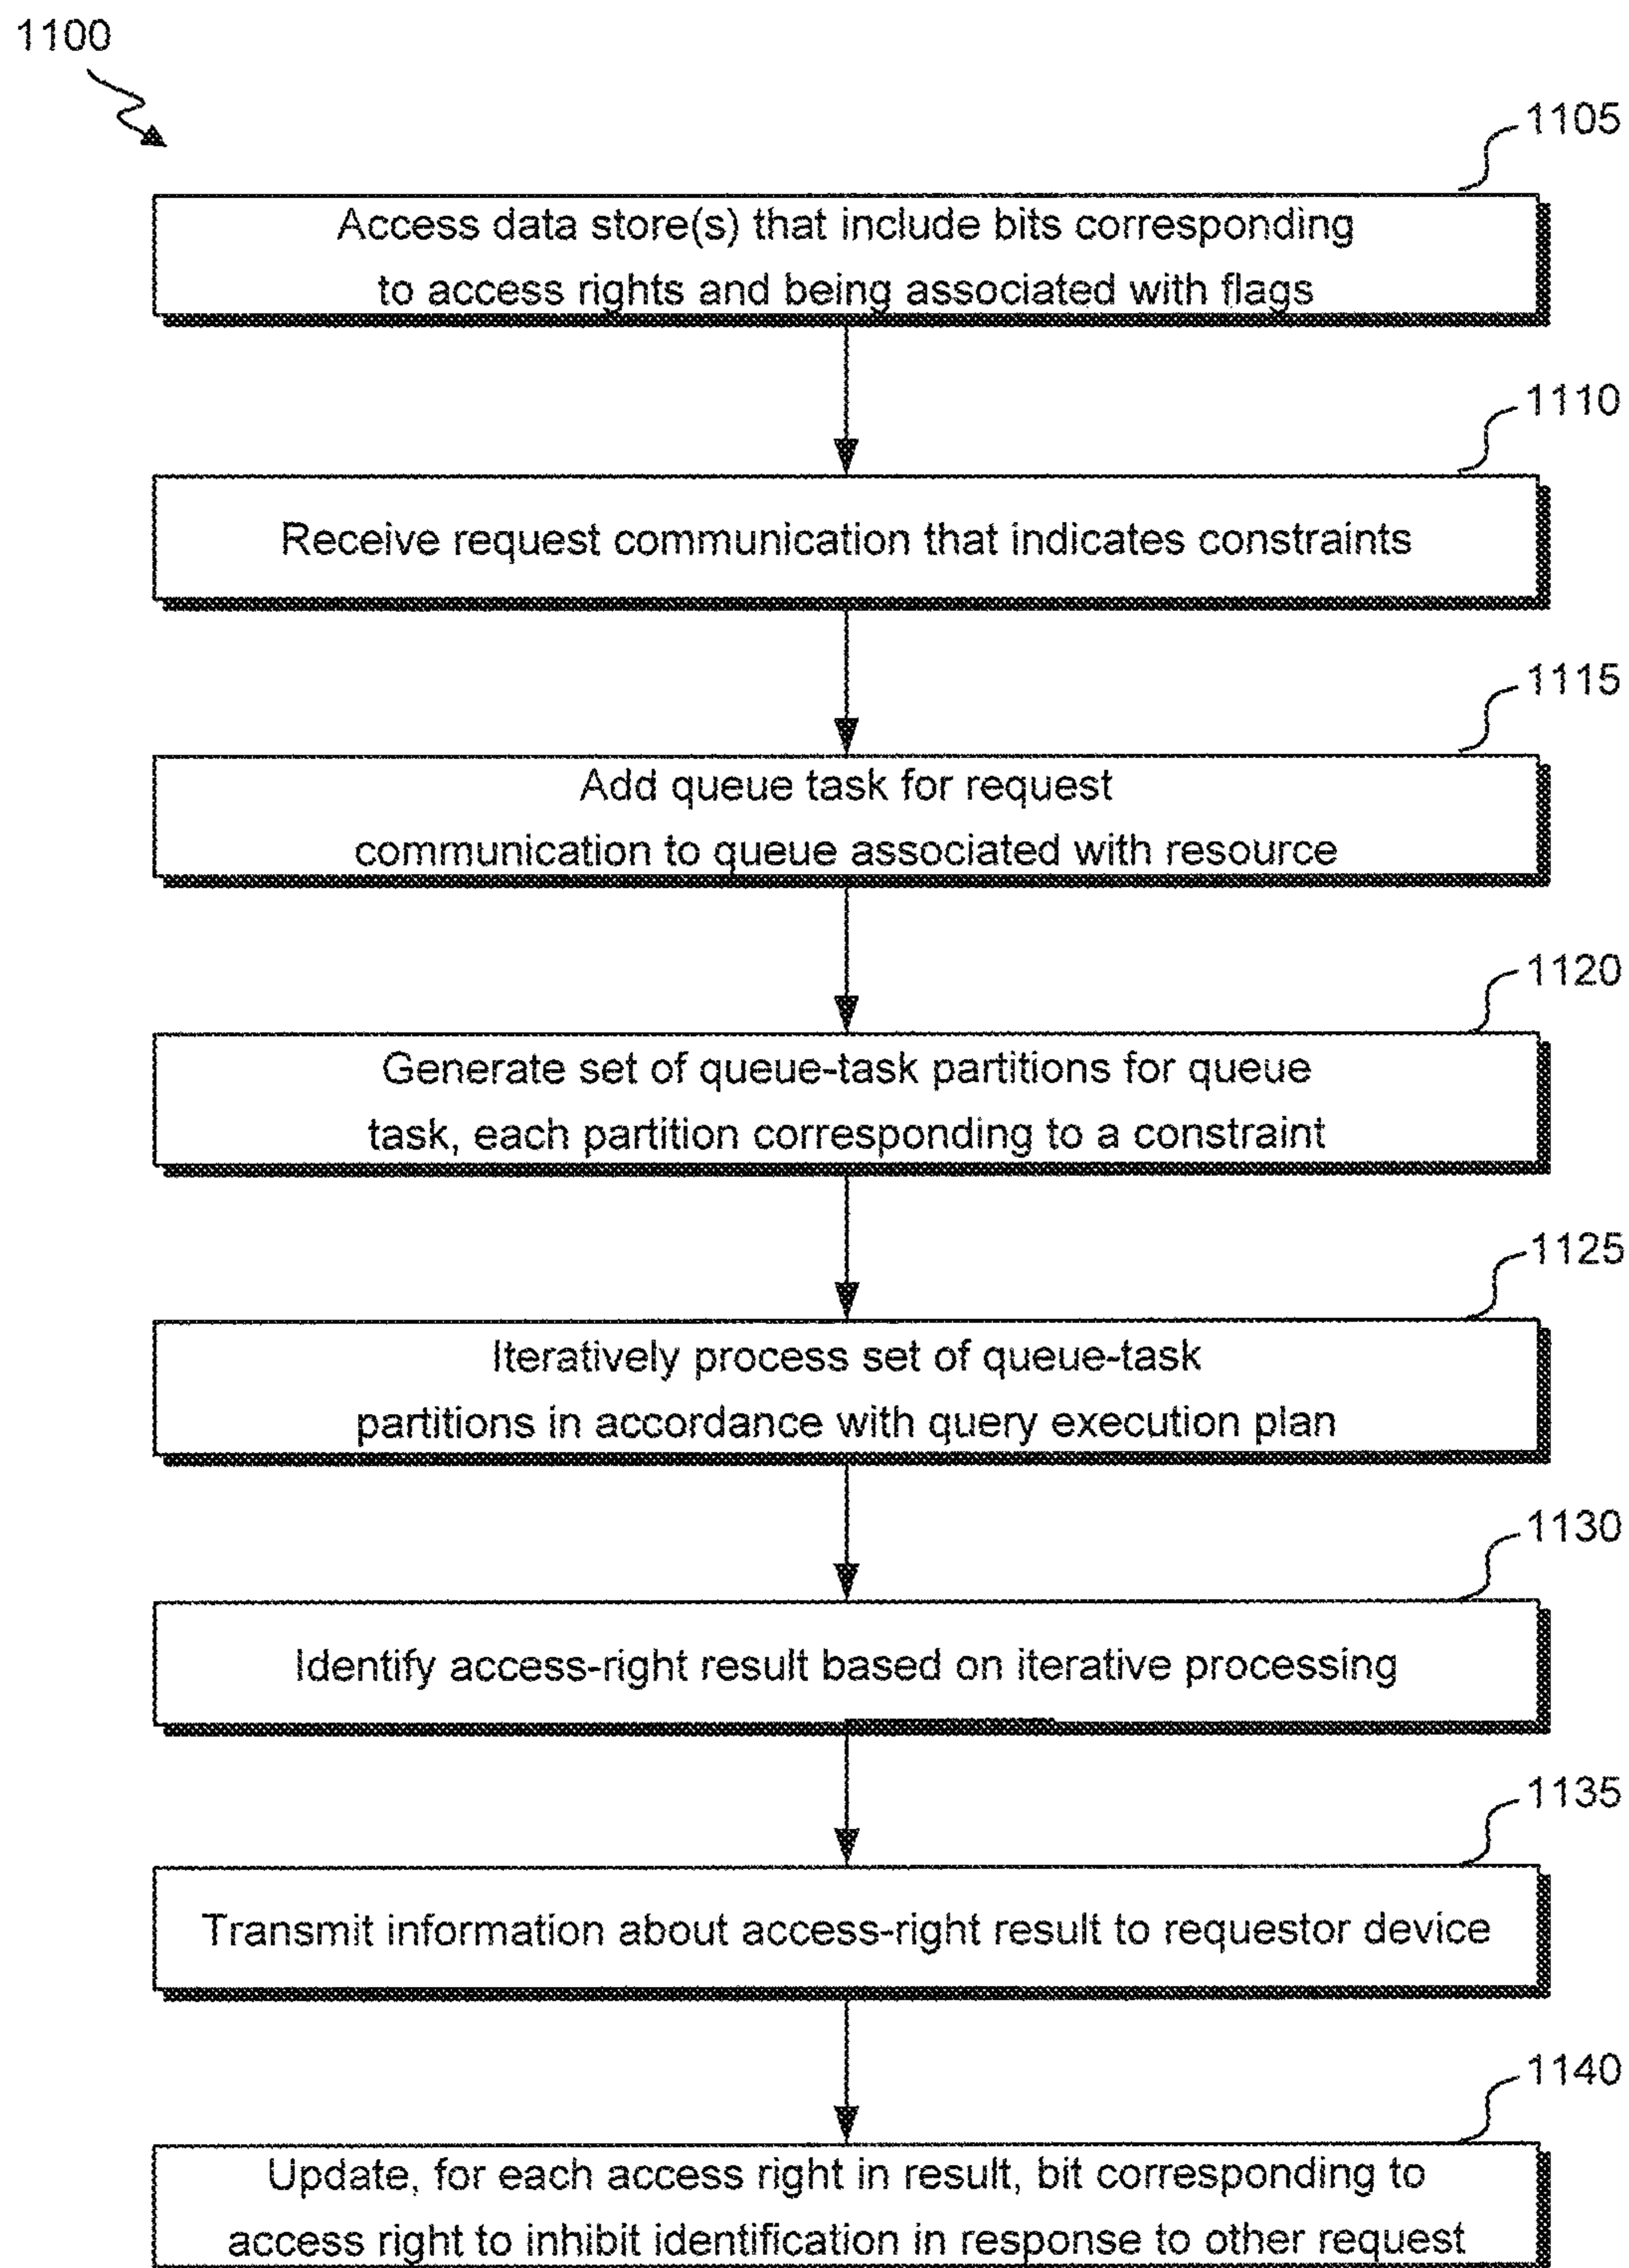 1100
1105
Access data store(s) that include bits corresponding
to access rights and being associated with flags
1110
Receive request communication that indicates constraints
1115
Add queue task for request
communication to queue associated with resource
1120
Generate set of queue-task partitions for queue
task, each partition corresponding to a constraint
1125
Iteratively process set of queue-task
partitions in accordance with query execution plan
1130
Identify access-right result based on iterative processing
1135
Transmit information about access-right result to requestor device
1140
Update, for each access right in result, bit corresponding to
access right to inhibit identification in response to other request